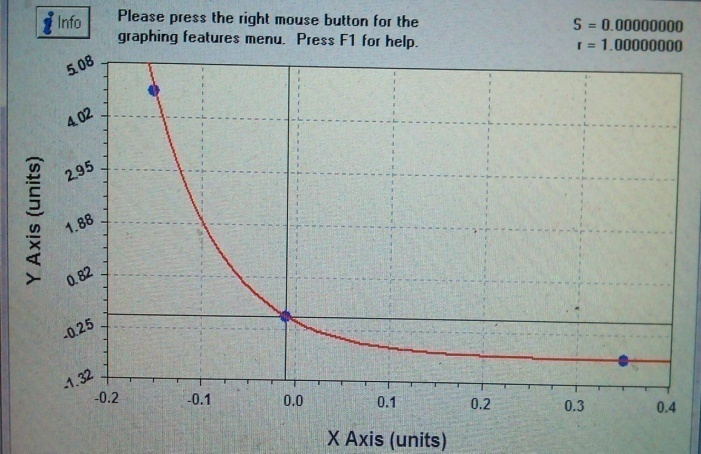 Info
Please press the right mouse button for the
graphing features menu. Press F1 for help.
S = 0.00000000
r = 1.00000000
5.08
4.02
2.95
1.88
0.82
-0.25
-1.32
Y Axis (units)
-0.2 -0.1 0.0 0.1 0.2 0.3 0.4
X Axis (units)